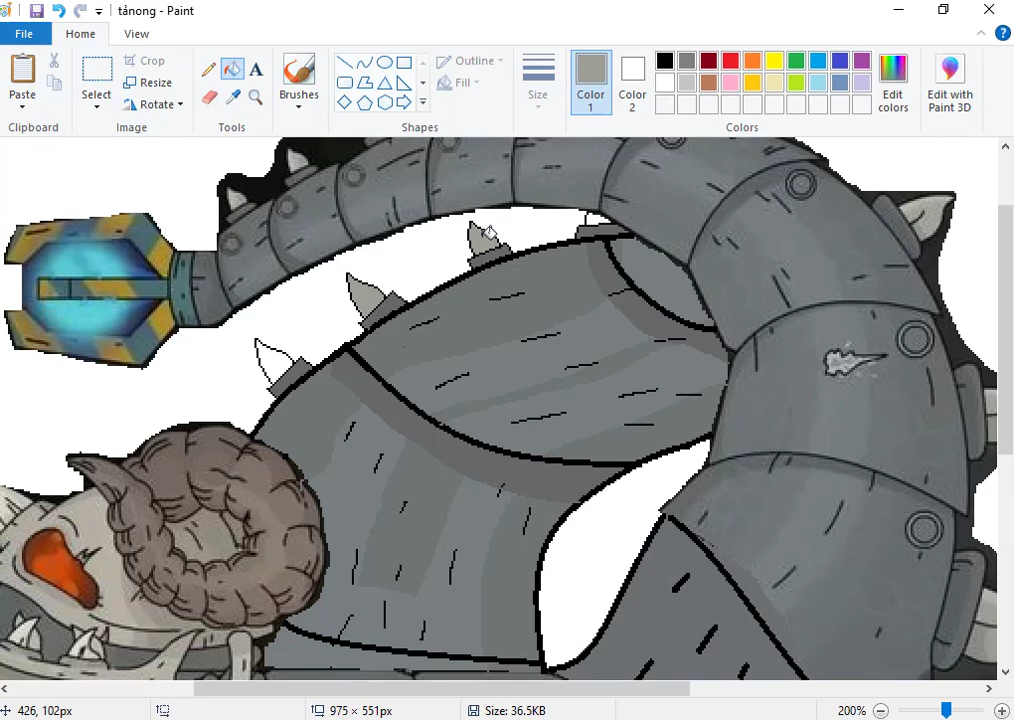 tảnong - Paint
File Home View
Paste
Clipboard
Select
Crop
Resize
Rotate
Image
A
Tools
Brushes
Outline
Fill
Shapes
Size
Color 1
Color 2
Edit colors
Edit with Paint 3D
Colors
426, 102px 975 × 551px Size: 36.5KB 200%